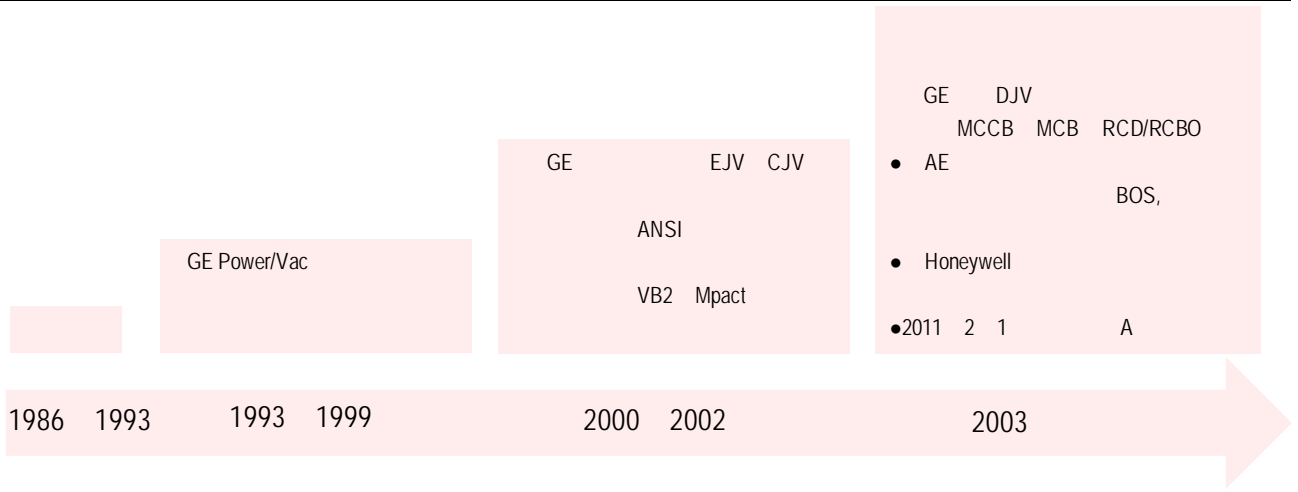 GE DJV
MCCB MCB RCD/RCBO
● AE
BOS,
● Honeywell
●2011 2 1 A
GE EJV CJV
ANSI
VB2 Mpact
GE Power/Vac
1986 1993
1993 1999
2000 2002
2003